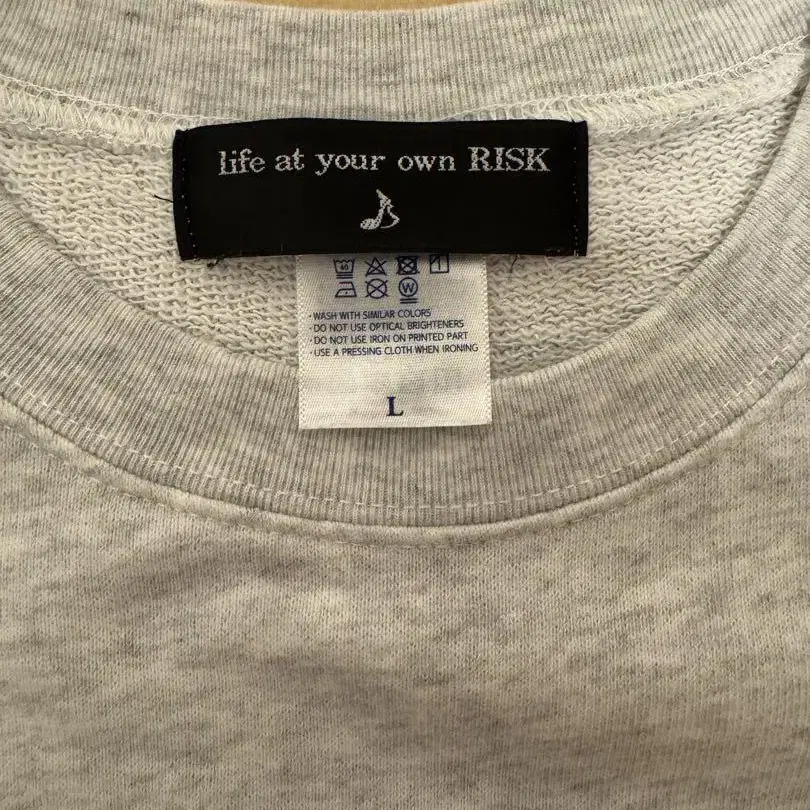 life at your own RISK
40
W
· WASH WITH SIMILAR COLORS
· DO NOT USE OPTICAL BRIGHTENERS
· DO NOT USE IRON ON PRINTED PART
· USE A PRESSING CLOTH WHEN IRONING
L